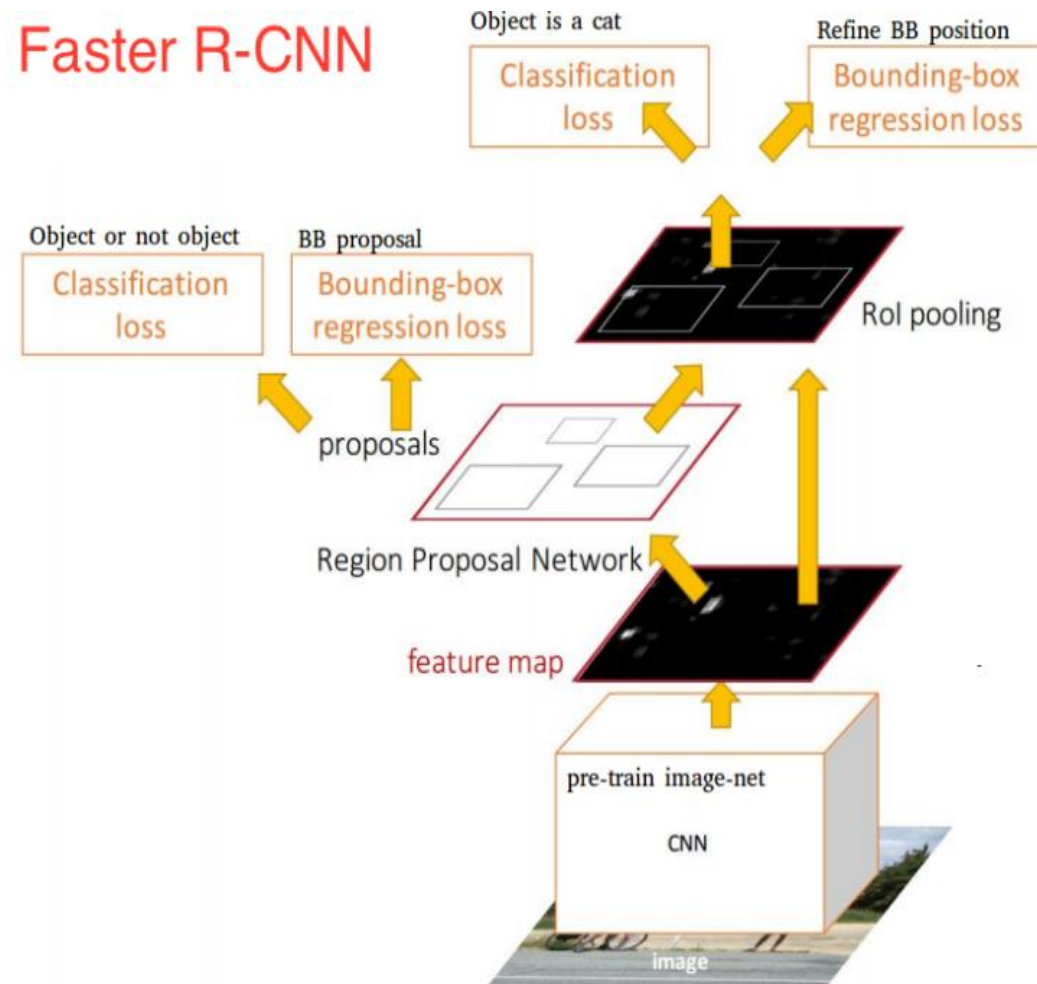 Faster R-CNN
Object is a cat
Classification
loss
Refine BB position
Bounding-box
regression loss
Object or not object
Classification
loss
BB proposal
Bounding-box
regression loss
RoI pooling
proposals
Region Proposal Network
feature map
pre-train image-net
CNN
image